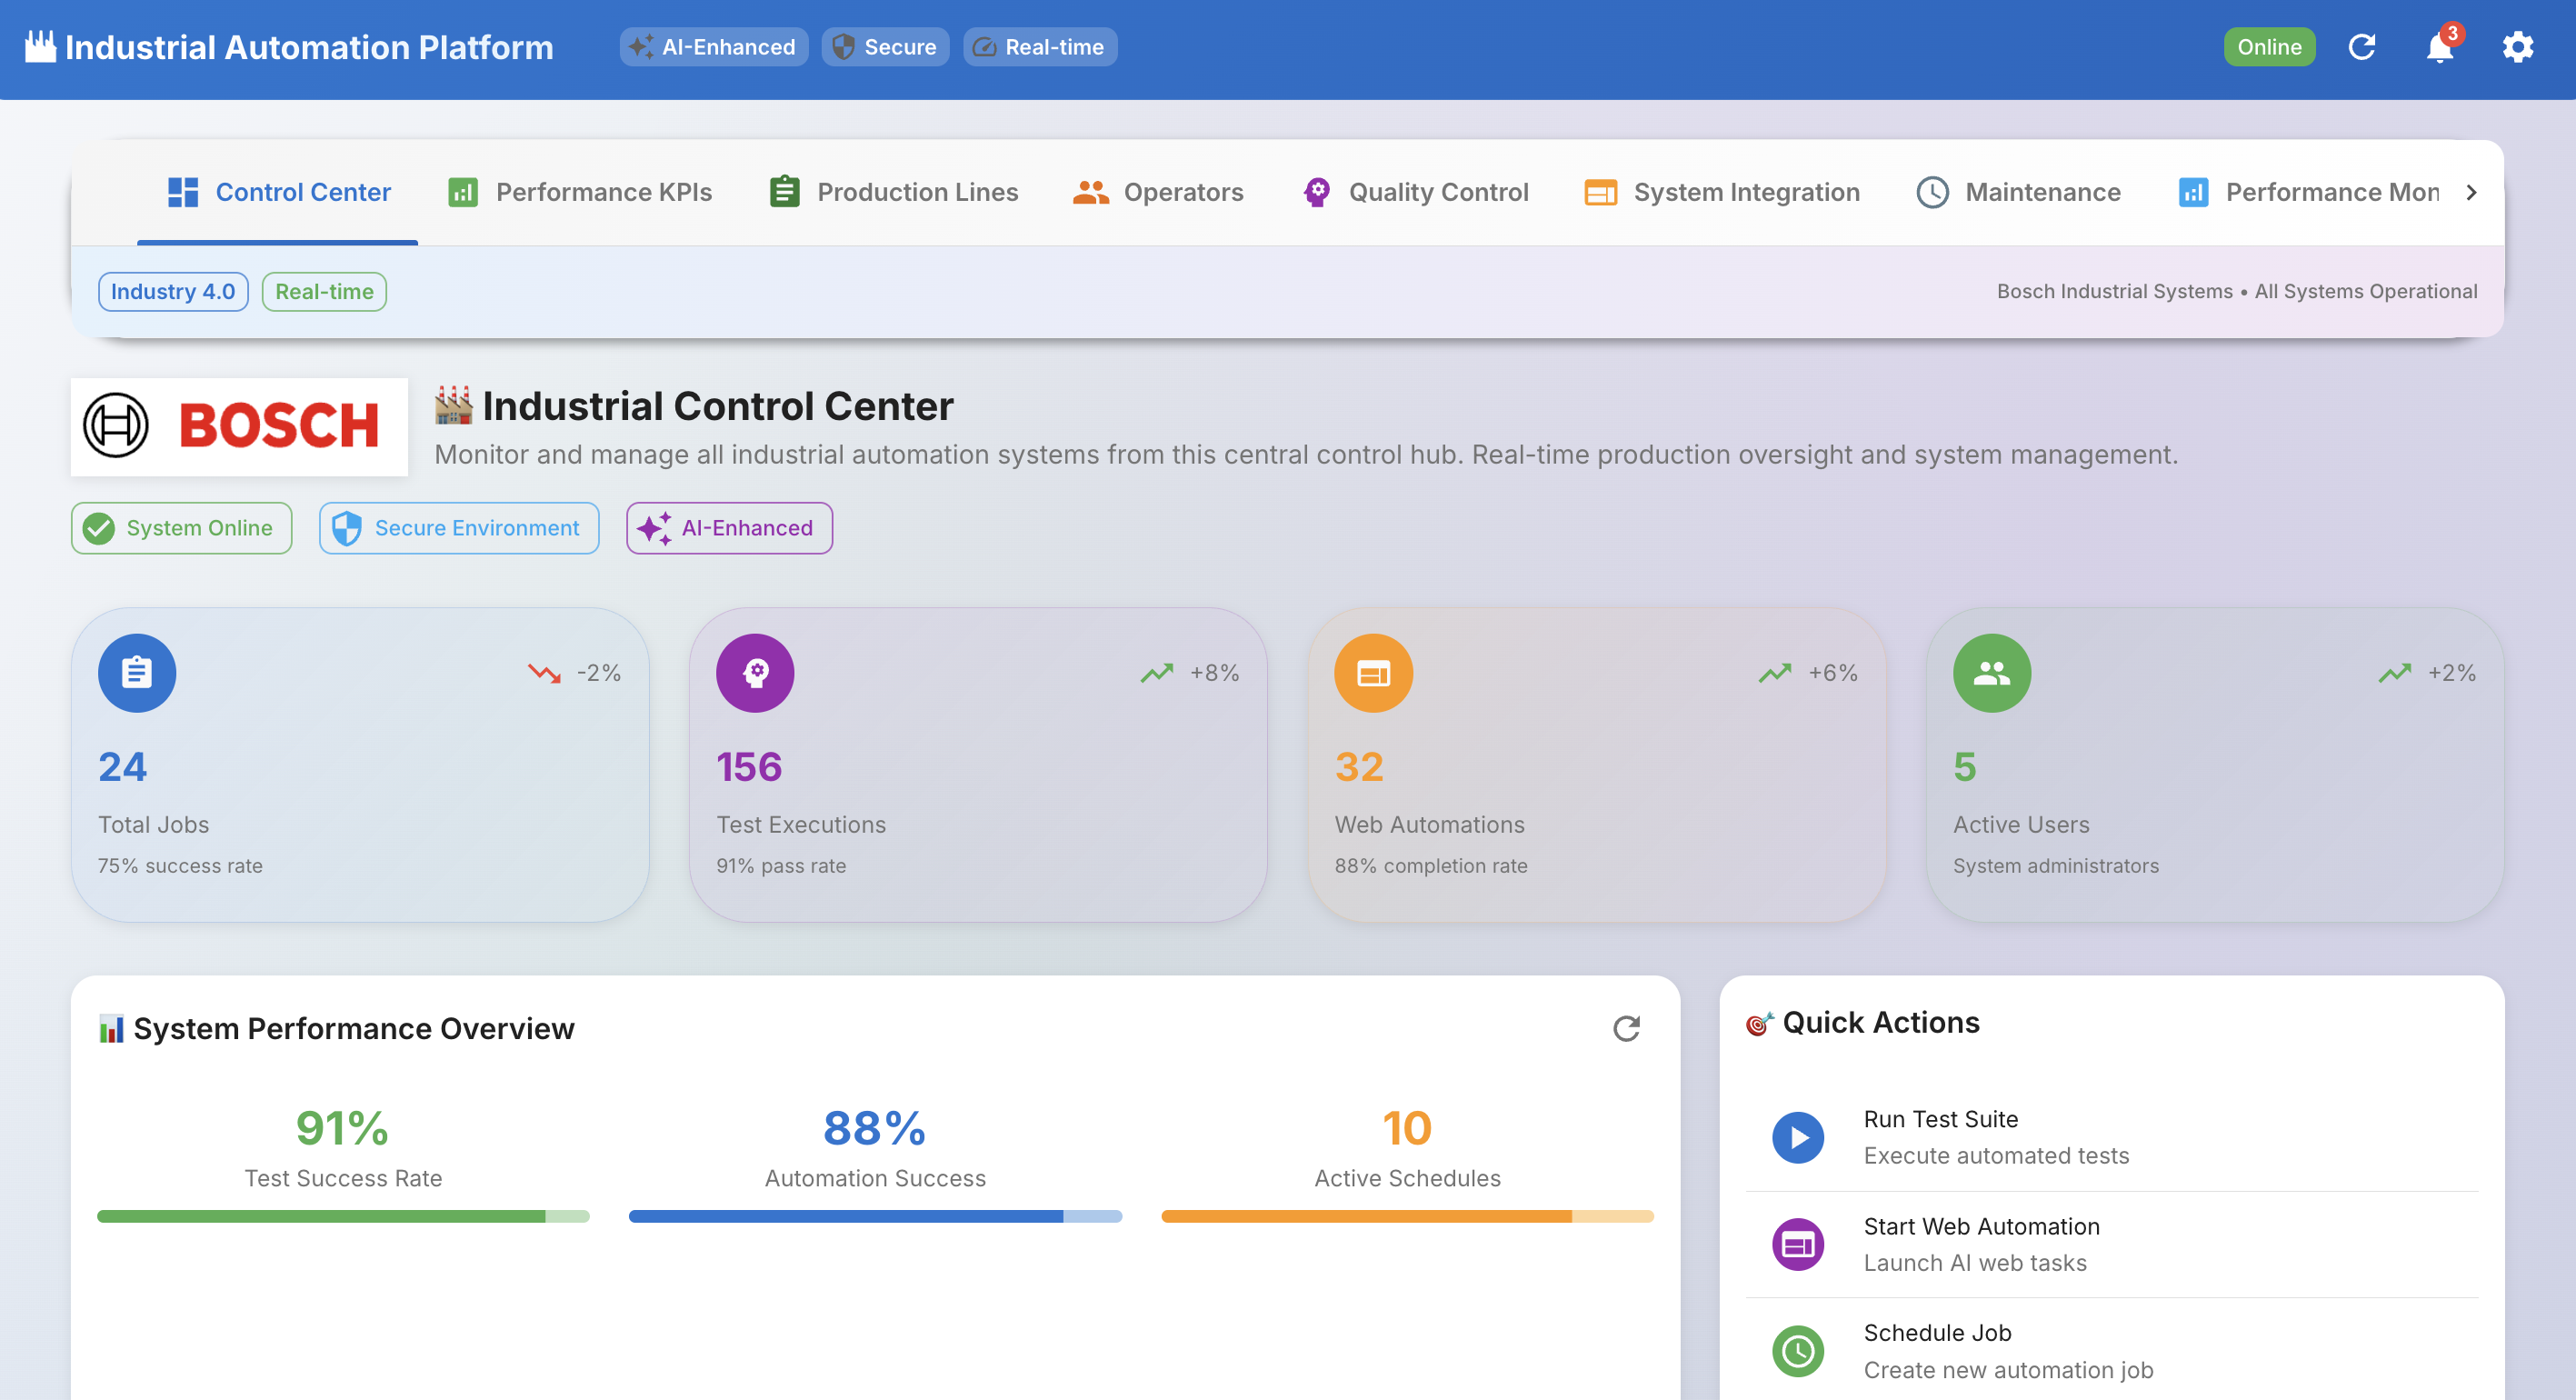 Industrial Automation Platform
AI-Enhanced
Secure
Real-time
Online
3
Control Center
Performance KPIs
Production Lines
Operators
Quality Control
System Integration
Maintenance
Performance Mon
Industry 4.0
Real-time
Bosch Industrial Systems • All Systems Operational
BOSCH
Industrial Control Center
Monitor and manage all industrial automation systems from this central control hub. Real-time production oversight and system management.
System Online
Secure Environment
AI-Enhanced
-2%
24
Total Jobs
75% success rate
+8%
156
Test Executions
91% pass rate
+6%
32
Web Automations
88% completion rate
+2%
5
Active Users
System administrators
System Performance Overview
91%
Test Success Rate
88%
Automation Success
10
Active Schedules
Quick Actions
Run Test Suite
Execute automated tests
Start Web Automation
Launch AI web tasks
Schedule Job
Create new automation job